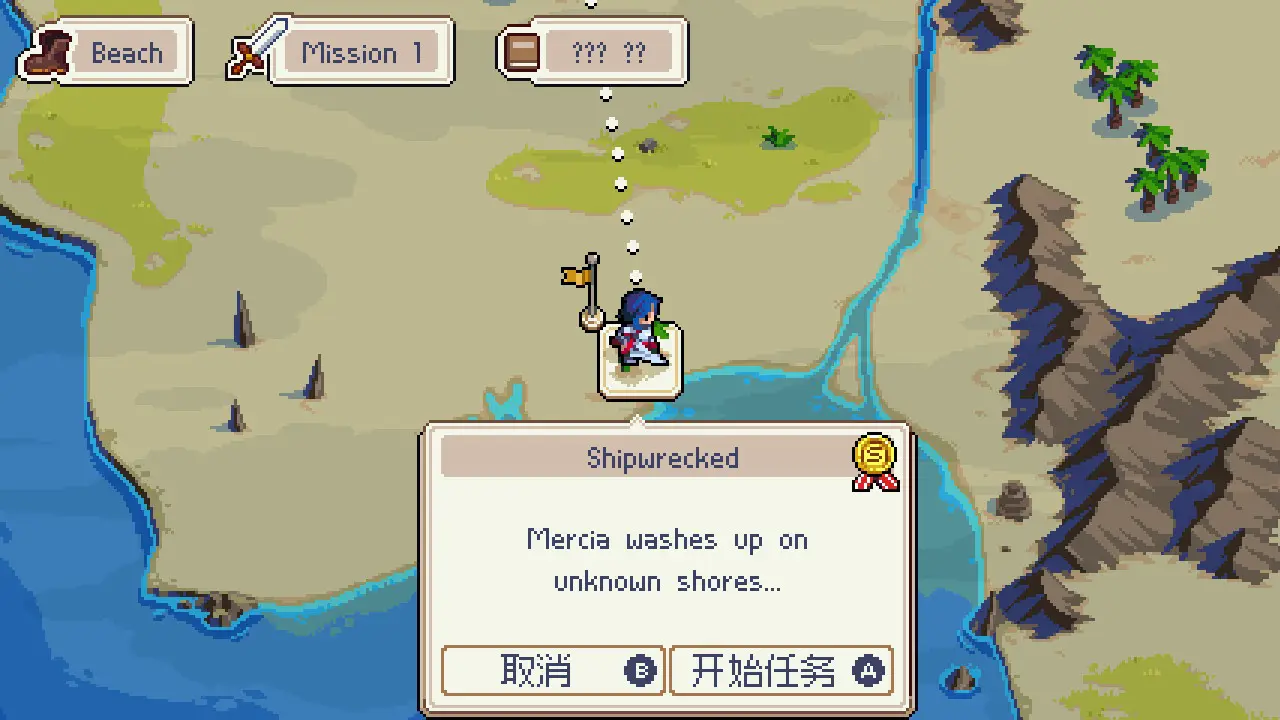 Beach
Mission 1
??? ??
Shipwrecked
S
Mercia washes up on
unknown shores...
取消 B
开始任务 A